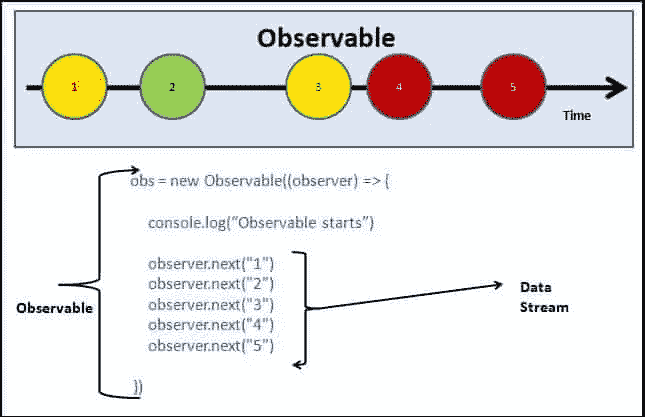 Observable
1
2
3
4
5
Time
obs = new Observable((observer) => {
console.log(“Observable starts”)
observer.next("1")
observer.next("2")
observer.next("3")
observer.next("4")
observer.next("5")
})
Observable
Data
Stream